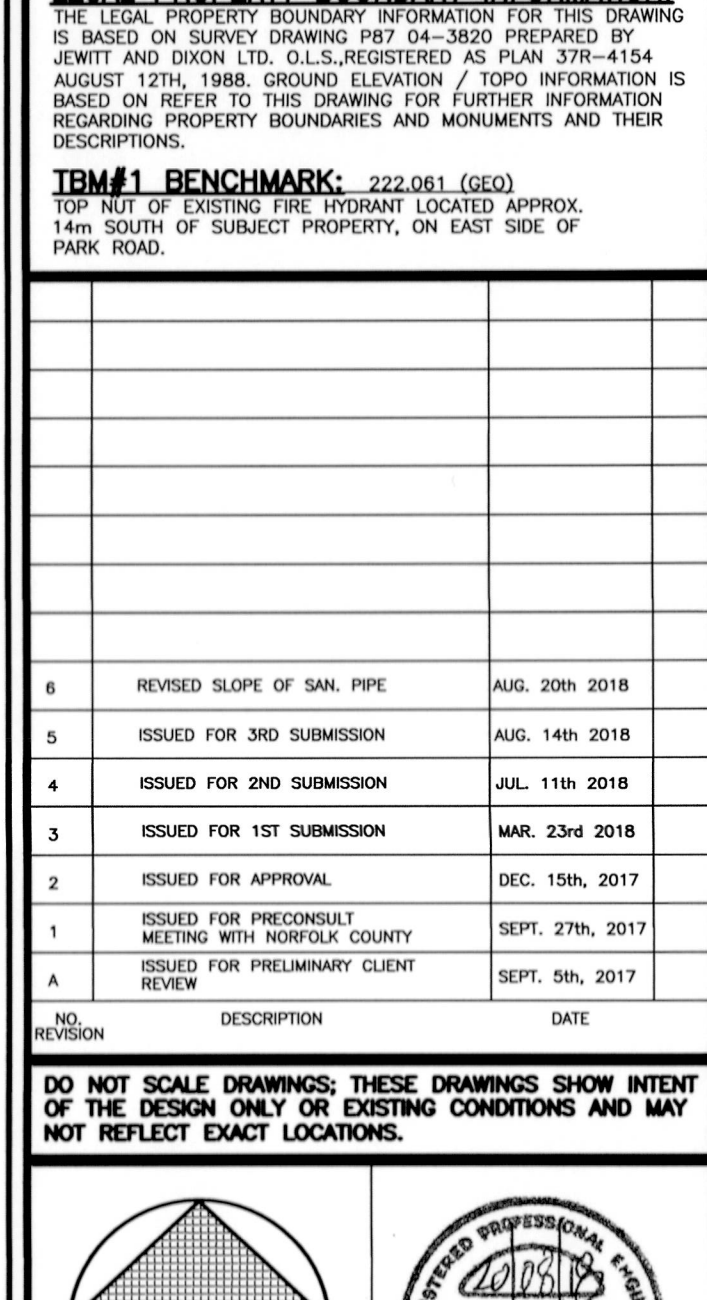 THE LEGAL PROPERTY BOUNDARY INFORMATION FOR THIS DRAWING
IS BASED ON SURVEY DRAWING P87 04-3820 PREPARED BY
JEWITT AND DIXON LTD. O.L.S.,REGISTERED AS PLAN 37R-4154
AUGUST 12TH, 1988. GROUND ELEVATION / TOPO INFORMATION IS
BASED ON REFER TO THIS DRAWING FOR FURTHER INFORMATION
REGARDING PROPERTY BOUNDARIES AND MONUMENTS AND THEIR
DESCRIPTIONS.
TBM#1 BENCHMARK: 222.061 (GEO)
TOP NUT OF EXISTING FIRE HYDRANT LOCATED APPROX.
14m SOUTH OF SUBJECT PROPERTY, ON EAST SIDE OF
PARK ROAD.
6 REVISED SLOPE OF SAN. PIPE AUG. 20th 2018
5 ISSUED FOR 3RD SUBMISSION AUG. 14th 2018
4 ISSUED FOR 2ND SUBMISSION JUL. 11th 2018
3 ISSUED FOR 1ST SUBMISSION MAR. 23rd 2018
2 ISSUED FOR APPROVAL DEC. 15th, 2017
1 ISSUED FOR PRECONSULT
MEETING WITH NORFOLK COUNTY SEPT. 27th, 2017
A ISSUED FOR PRELIMINARY CLIENT
REVIEW SEPT. 5th, 2017
NO. DESCRIPTION DATE
REVISION
DO NOT SCALE DRAWINGS; THESE DRAWINGS SHOW INTENT
OF THE DESIGN ONLY OR EXISTING CONDITIONS AND MAY
NOT REFLECT EXACT LOCATIONS.
PROFESSIONAL